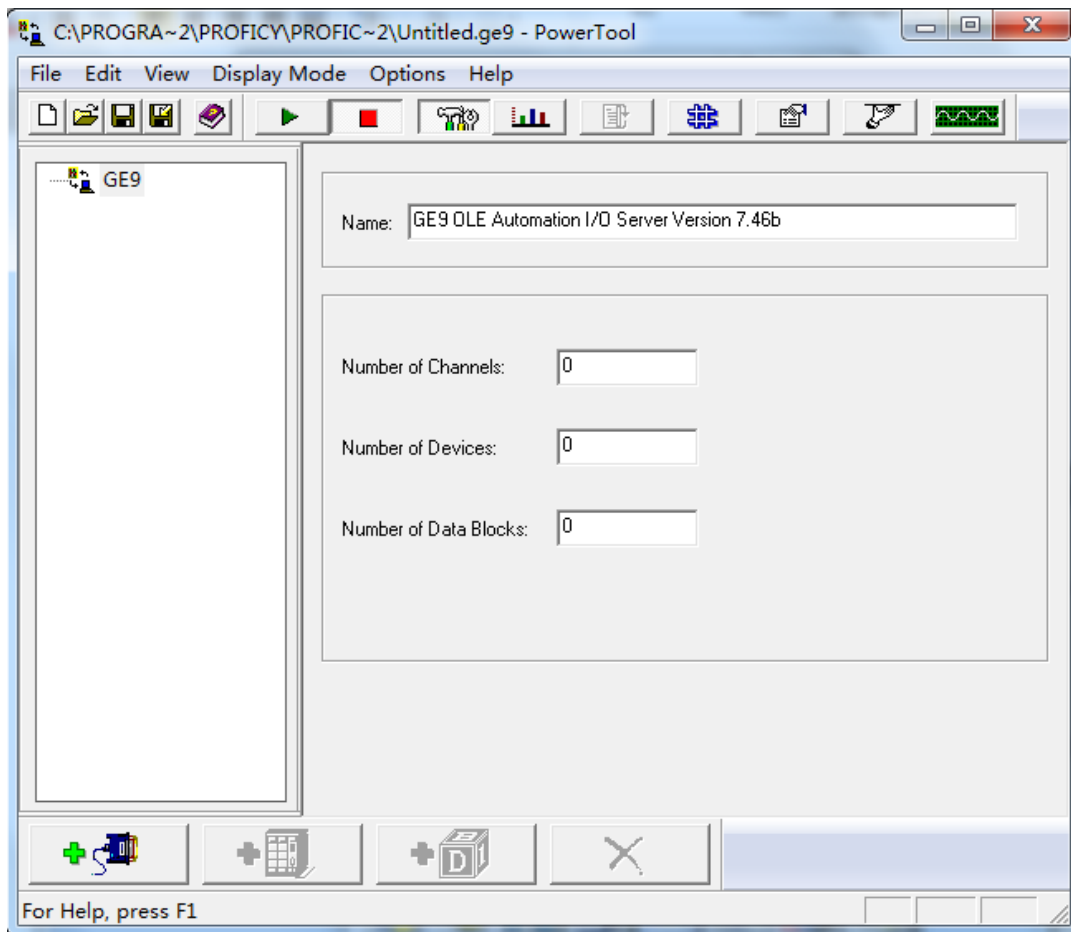 C:\PROGRA~2\PROFICY\PROFIC~2\Untitled.ge9 - PowerTool
File Edit View Display Mode Options Help
GE9
Name: GE9 OLE Automation I/O Server Version 7.46b
Number of Channels: 0
Number of Devices: 0
Number of Data Blocks: 0
D
For Help, press F1